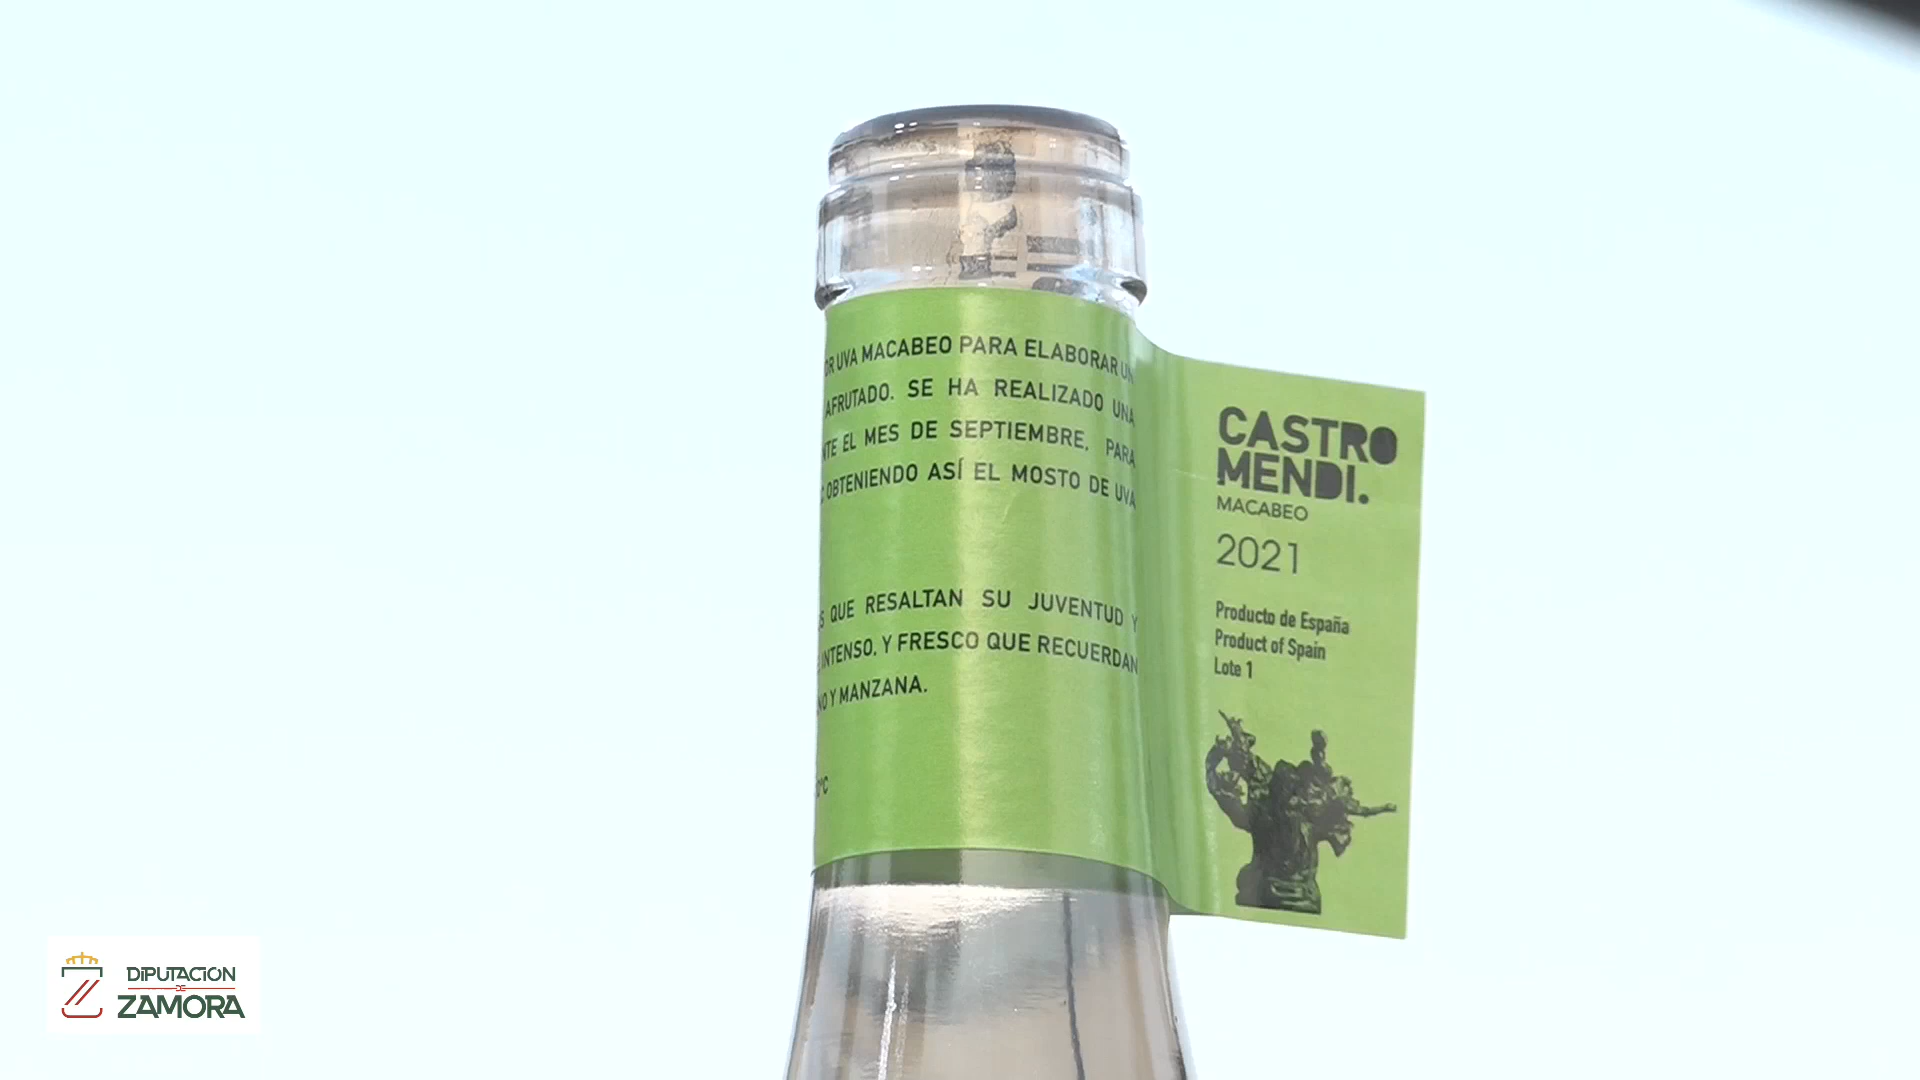 UVA MACABEO PARA ELABORAR UN
AFRUTADO. SE HA REALIZADO UNA
EL MES DE SEPTIEMBRE, PARA
OBTENIENDO ASÍ EL MOSTO DE UVA
QUE RESALTAN SU JUVENTUD Y
INTENSO, Y FRESCO QUE RECUERDAN
Y MANZANA.
CASTRO
MENDI.
MACABEO
2021
Producto de España
Product of Spain
Lote 1
DIPUTACIÓN
DE
ZAMORA